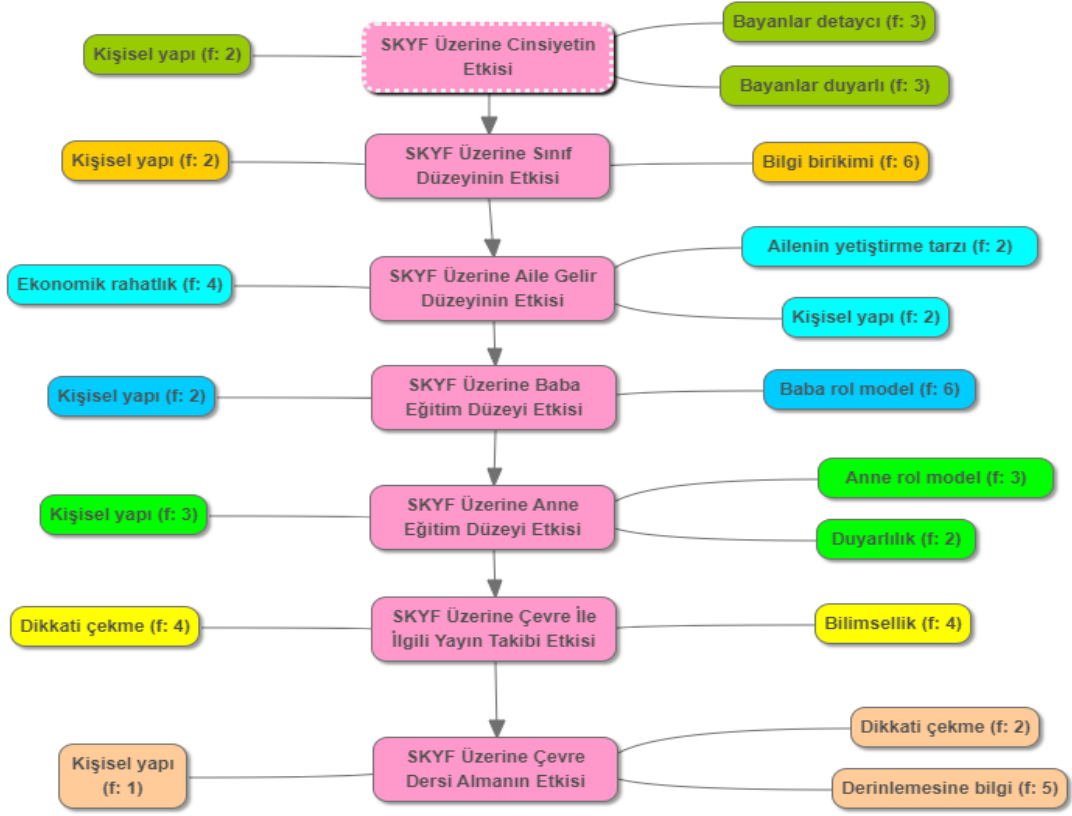 Kişisel yapı (f: 2)
SKYF Üzerine Cinsiyetin
Etkisi
Bayanlar detaycı (f: 3)
Bayanlar duyarlı (f: 3)
Kişisel yapı (f: 2)
SKYF Üzerine Sınıf
Düzeyinin Etkisi
Bilgi birikimi (f: 6)
Ekonomik rahatlık (f: 4)
SKYF Üzerine Aile Gelir
Düzeyinin Etkisi
Ailenin yetiştirme tarzı (f: 2)
Kişisel yapı (f: 2)
Kişisel yapı (f: 2)
SKYF Üzerine Baba
Eğitim Düzeyi Etkisi
Baba rol model (f: 6)
Kişisel yapı (f: 3)
SKYF Üzerine Anne
Eğitim Düzeyi Etkisi
Anne rol model (f: 3)
Duyarlılık (f: 2)
Dikkati çekme (f: 4)
SKYF Üzerine Çevre İle
İlgili Yayın Takibi Etkisi
Bilimsellik (f: 4)
Kişisel yapı
(f: 1)
SKYF Üzerine Çevre
Dersi Almanın Etkisi
Dikkati çekme (f: 2)
Derinlemesine bilgi (f: 5)